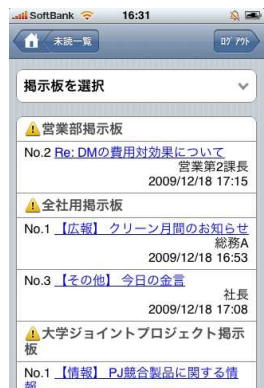 SoftBank 16:31
未読一覧
ログアウト
掲示板を選択
営業部掲示板
No.2 Re: DMの費用対効果について
営業第2課長
2009/12/18 17:15
全社用掲示板
No.1 【広報】 クリーン月間のお知らせ
総務A
2009/12/18 16:53
No.3 【その他】 今日の金言
社長
2009/12/18 17:08
大学ジョイントプロジェクト掲示
板
No.1 【情報】 PJ競合製品に関する情
報